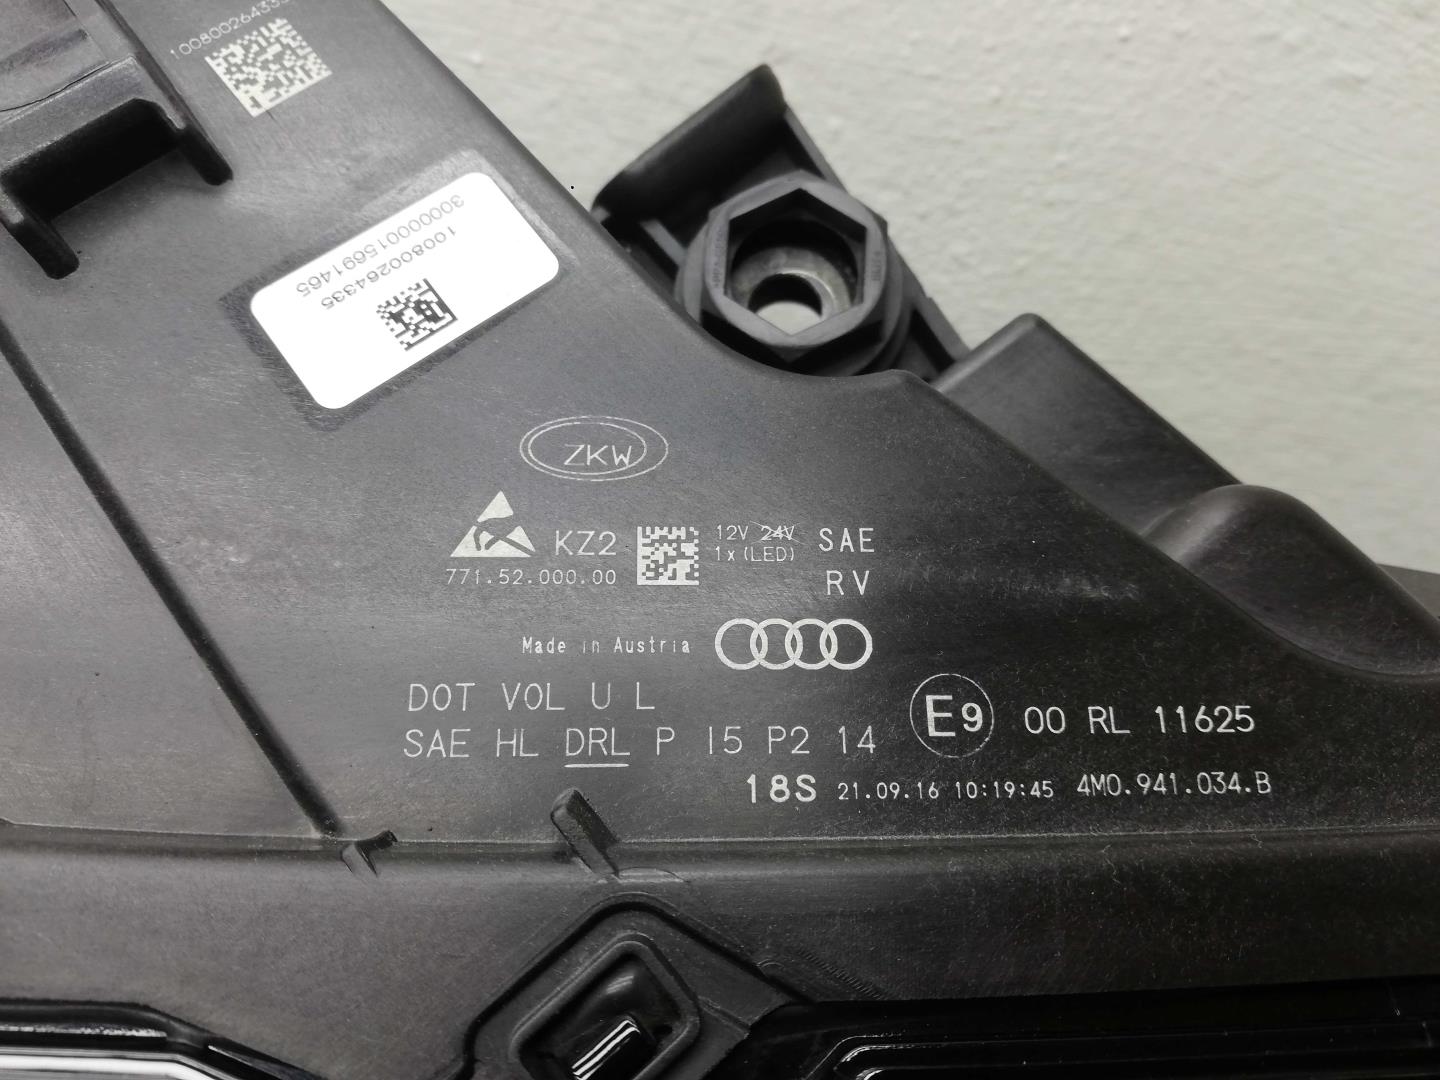 100800264335
300000015691465
ZKW
KZ2
771.52.000.00
12V 24V
1x (LED)
SAE
RV
Made in Austria
DOT VOL U L
SAE HL DRL P I5 P2 14
E9 00 RL 11625
18S 21.09.16 10:19:45 4M0.941.034.B